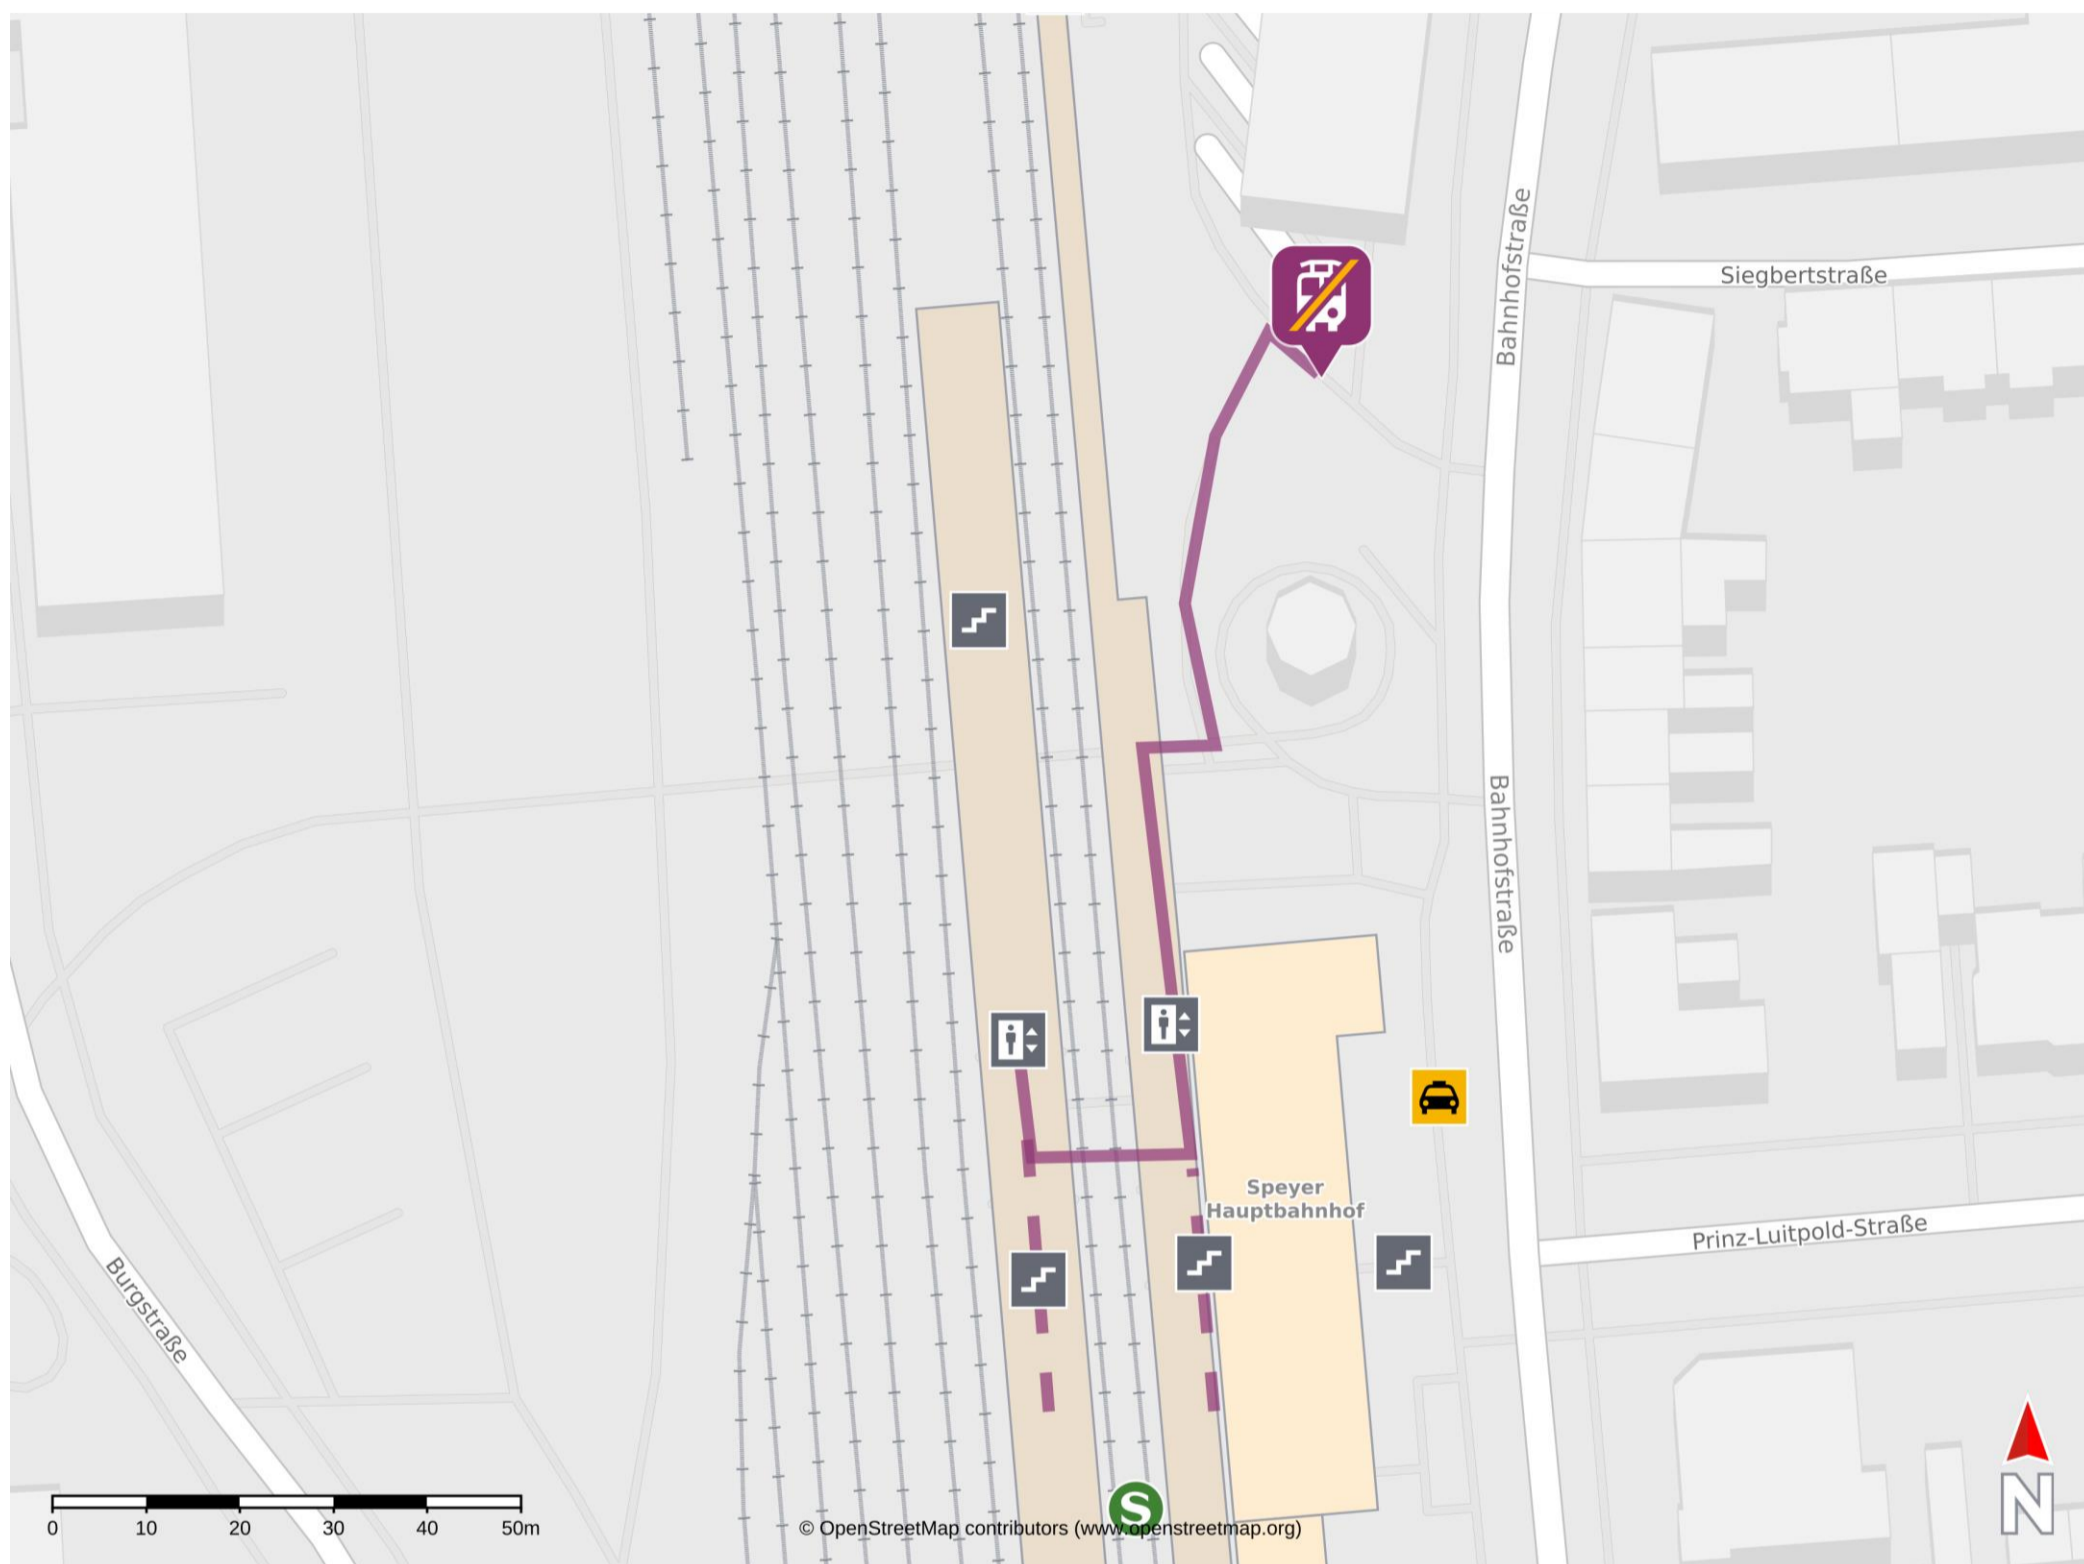 Bahnhofstraße
Siegbertstraße
Bahnhofstraße
Speyer
Hauptbahnhof
Prinz-Luitpold-Straße
Burgstraße
S
N
0 10 20 30 40 50m
© OpenStreetMap contributors (www.openstreetmap.org)